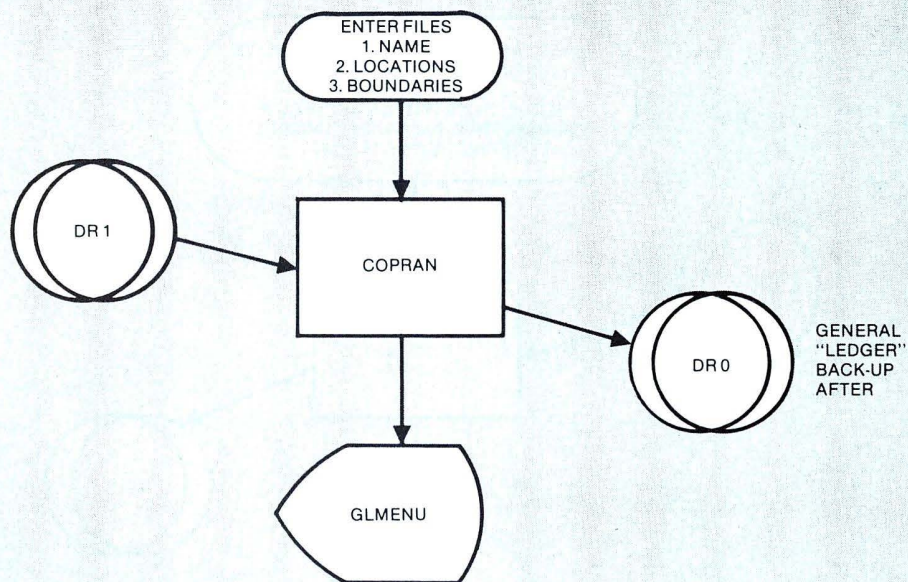 ENTER FILES
1. NAME
2. LOCATIONS
3. BOUNDARIES
DR 1
COPRAN
DR 0
GENERAL
"LEDGER"
BACK-UP
AFTER
GLMENU